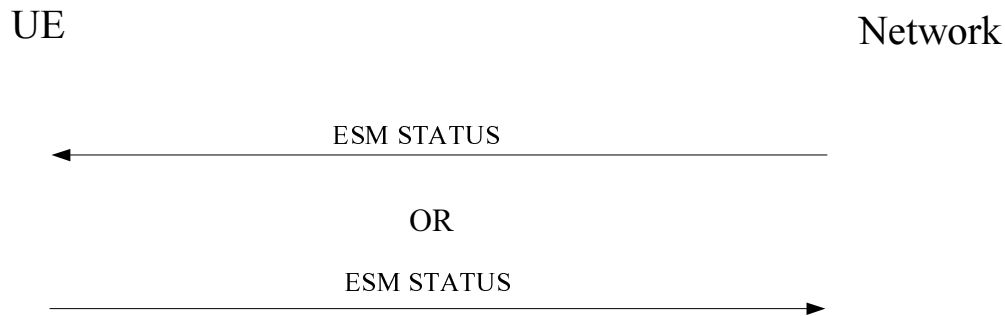 UE
Network
ESM STATUS
OR
ESM STATUS